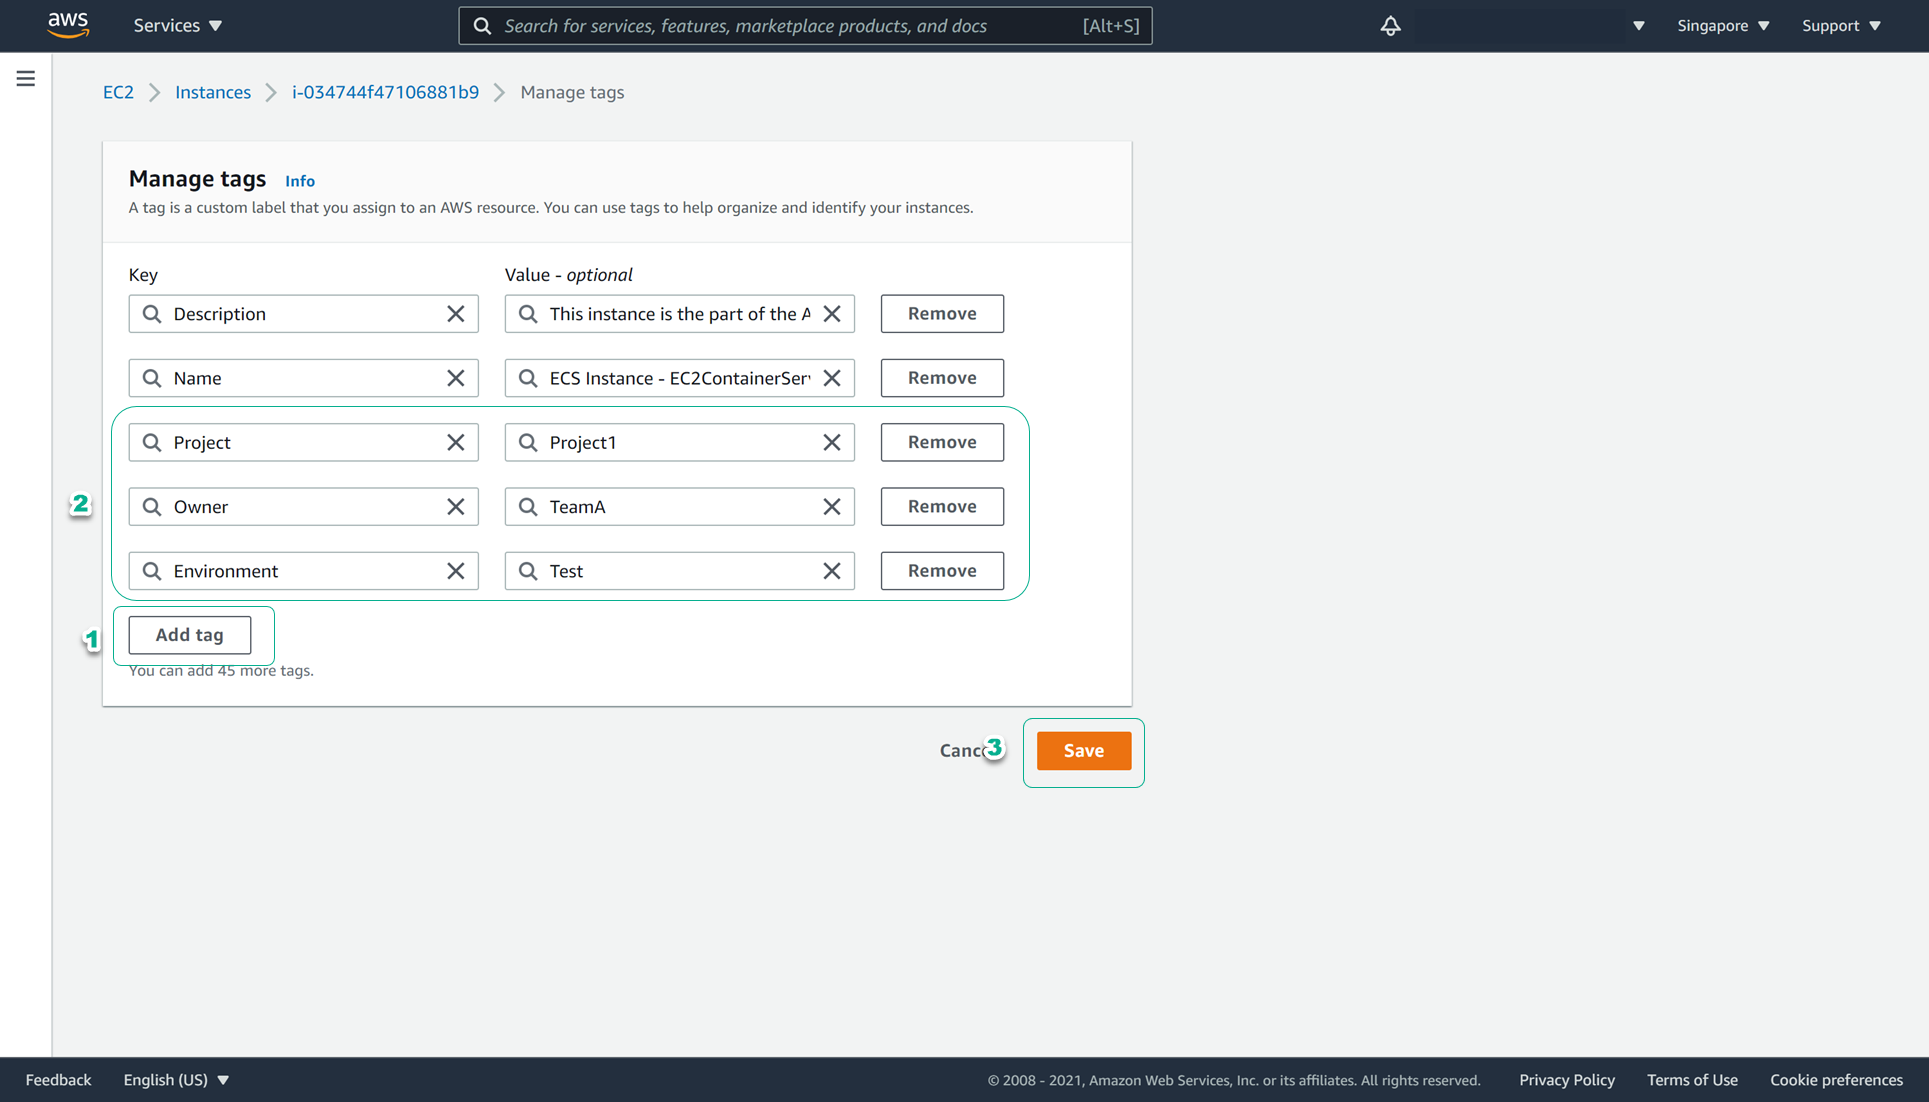 aws Services Search for services, features, marketplace products, and docs [Alt+S] Singapore Support
EC2 Instances i-034744f47106881b9 Manage tags
Manage tags Info
A tag is a custom label that you assign to an AWS resource. You can use tags to help organize and identify your instances.
Key Value - optional
Description This instance is the part of the A Remove
Name ECS Instance - EC2ContainerSer Remove
Project Project1 Remove
2 Owner TeamA Remove
Environment Test Remove
1 Add tag
You can add 45 more tags.
Canc 3 Save
Feedback English (US) © 2008 - 2021, Amazon Web Services, Inc. or its affiliates. All rights reserved. Privacy Policy Terms of Use Cookie preferences